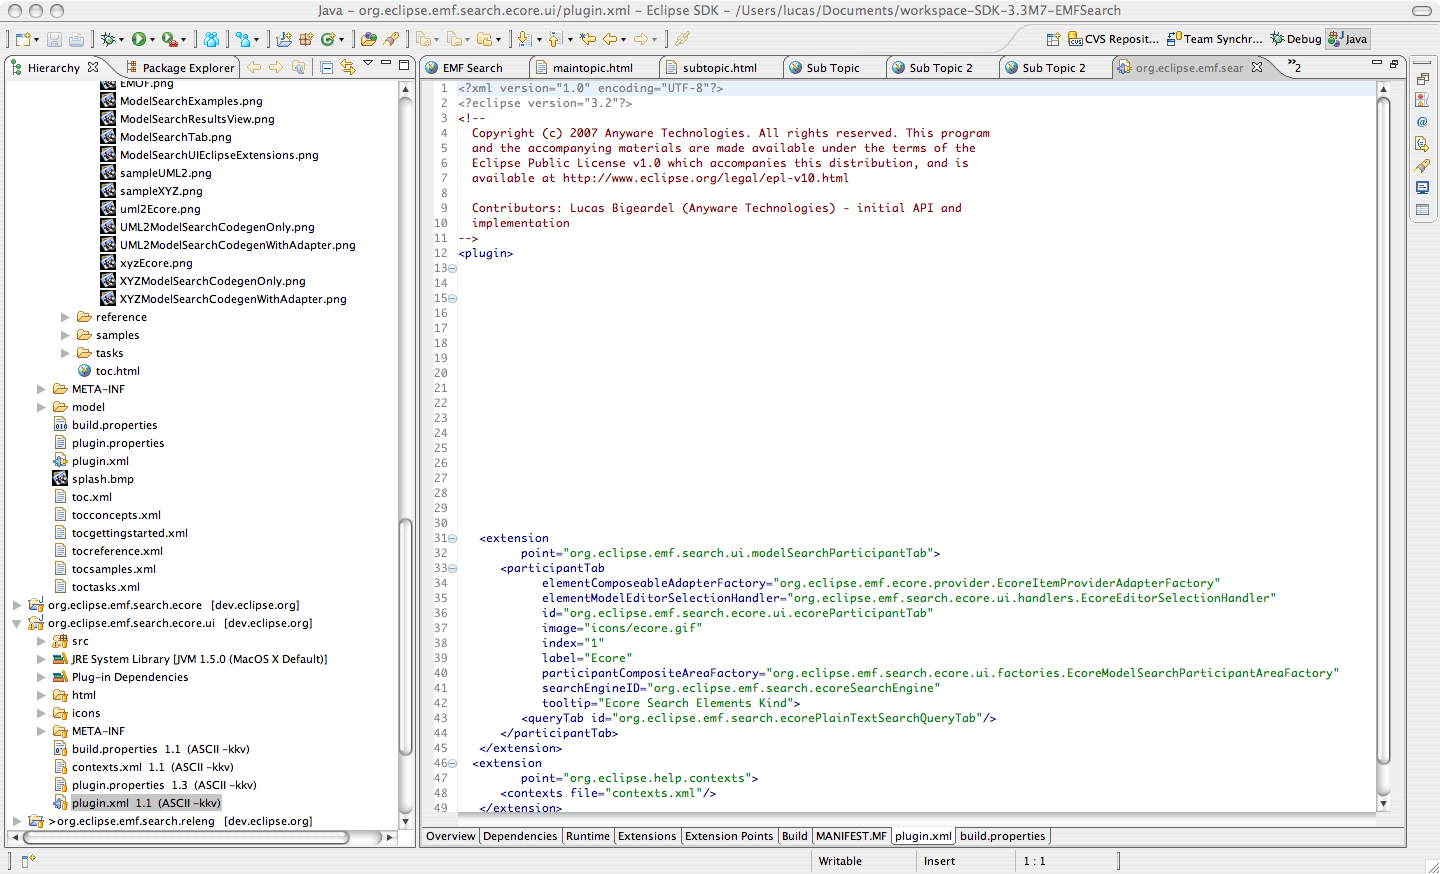 Java - org.eclipse.emf.search.ecore.ui/plugin.xml - Eclipse SDK - /Users/lucas/Documents/workspace-SDK-3.3M7-EMFSearch
CVS Reposit... Team Synchr... Debug Java
Hierarchy Package Explorer
EMF Search maintopic.html subtopic.html Sub Topic Sub Topic 2 Sub Topic 2 org.eclipse.emf.sear »2
EMOF.png
ModelSearchExamples.png
ModelSearchResultsView.png
ModelSearchTab.png
ModelSearchUIEclipseExtensions.png
sampleUML2.png
sampleXYZ.png
uml2Ecore.png
UML2ModelSearchCodegenOnly.png
UML2ModelSearchCodegenWithAdapter.png
xyzEcore.png
XYZModelSearchCodegenOnly.png
XYZModelSearchCodegenWithAdapter.png
reference
samples
tasks
toc.html
META-INF
model
build.properties
plugin.properties
plugin.xml
splash.bmp
toc.xml
tocconcepts.xml
tocgettingstarted.xml
tocreference.xml
tocsamples.xml
toctasks.xml
org.eclipse.emf.search.ecore [dev.eclipse.org]
org.eclipse.emf.search.ecore.ui [dev.eclipse.org]
src
JRE System Library [JVM 1.5.0 (MacOS X Default)]
Plug-in Dependencies
html
icons
META-INF
build.properties 1.1 (ASCII -kkv)
contexts.xml 1.1 (ASCII -kkv)
plugin.properties 1.3 (ASCII -kkv)
plugin.xml 1.1 (ASCII -kkv)
>org.eclipse.emf.search.releng [dev.eclipse.org]
1 <?xml version="1.0" encoding="UTF-8"?>
2 <?eclipse version="3.2"?>
3 <!--
4 Copyright (c) 2007 Anyware Technologies. All rights reserved. This program
5 and the accompanying materials are made available under the terms of the
6 Eclipse Public License v1.0 which accompanies this distribution, and is
7 available at http://www.eclipse.org/legal/epl-v10.html
8
9 Contributors: Lucas Bigeardel (Anyware Technologies) - initial API and
10 implementation
11 -->
12 <plugin>
13
14
15
16
17
18
19
20
21
22
23
24
25
26
27
28
29
30
31 <extension
32 point="org.eclipse.emf.search.ui.modelSearchParticipantTab">
33 <participantTab
34 elementComposeableAdapterFactory="org.eclipse.emf.ecore.provider.EcoreItemProviderAdapterFactory"
35 elementModelEditorSelectionHandler="org.eclipse.emf.search.ecore.ui.handlers.EcoreEditorSelectionHandler"
36 id="org.eclipse.emf.search.ecore.ui.ecoreParticipantTab"
37 image="icons/ecore.gif"
38 index="1"
39 label="Ecore"
40 participantCompositeAreaFactory="org.eclipse.emf.search.ecore.ui.factories.EcoreModelSearchParticipantAreaFactory"
41 searchEngineID="org.eclipse.emf.search.ecoreSearchEngine"
42 tooltip="Ecore Search Elements Kind">
43 <queryTab id="org.eclipse.emf.search.ecorePlainTextSearchQueryTab"/>
44 </participantTab>
45 </extension>
46 <extension
47 point="org.eclipse.help.contexts">
48 <contexts file="contexts.xml"/>
49 </extension>
Overview Dependencies Runtime Extensions Extension Points Build MANIFEST.MF plugin.xml build.properties
Writable Insert 1 : 1